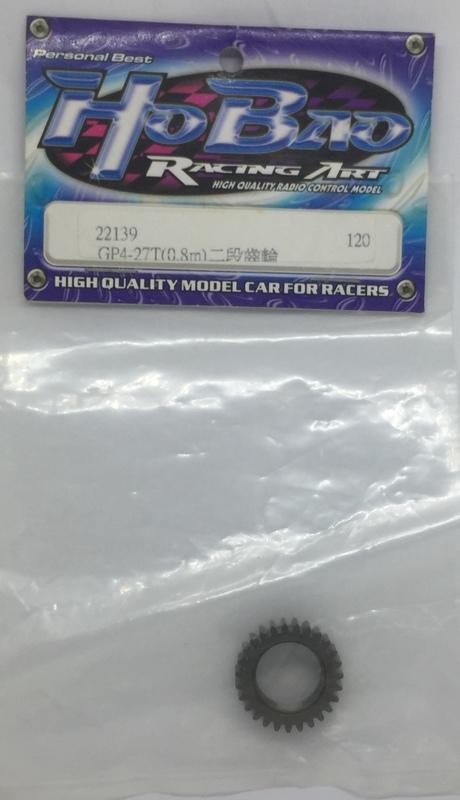 Personal Best
HOBAO
RACING ART
HIGH QUALITY, RADIO CONTROL MODEL
22139 120
GP4-27T(0.8m)二段齒輪
HIGH QUALITY MODEL CAR FOR RACERS